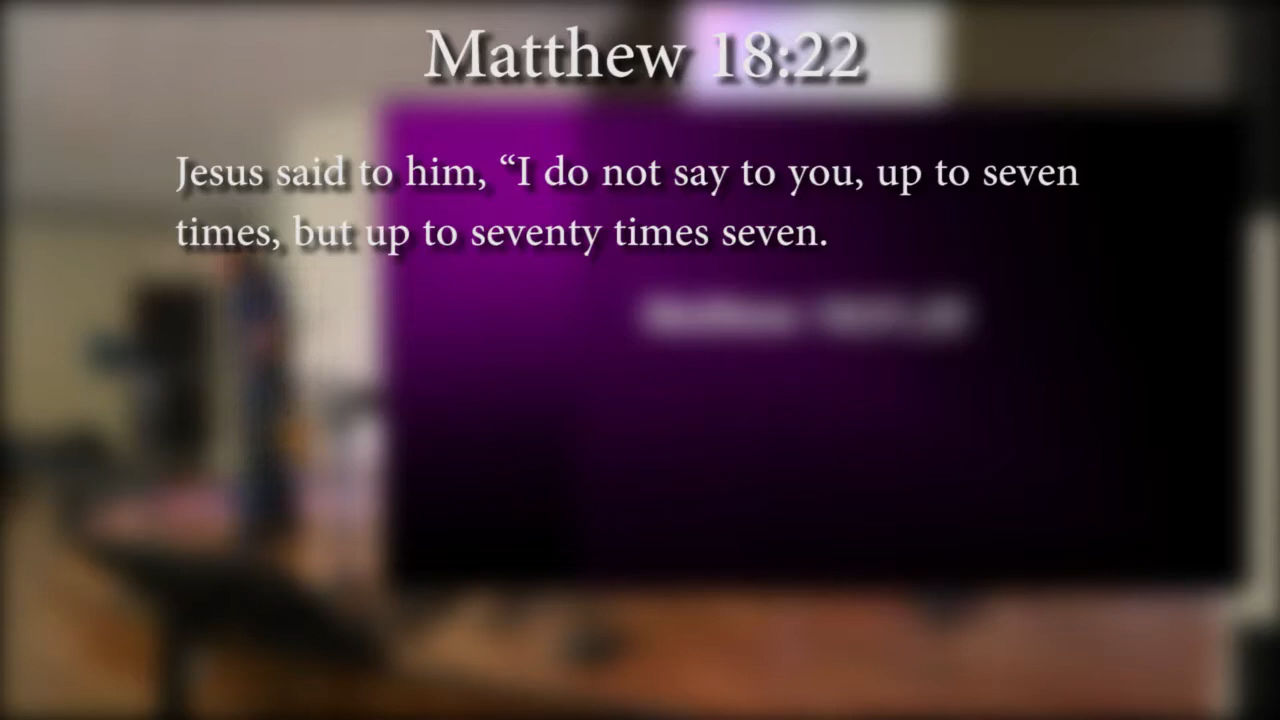 Matthew 18:22
Jesus said to him, “I do not say to you, up to seven
times, but up to seventy times seven.